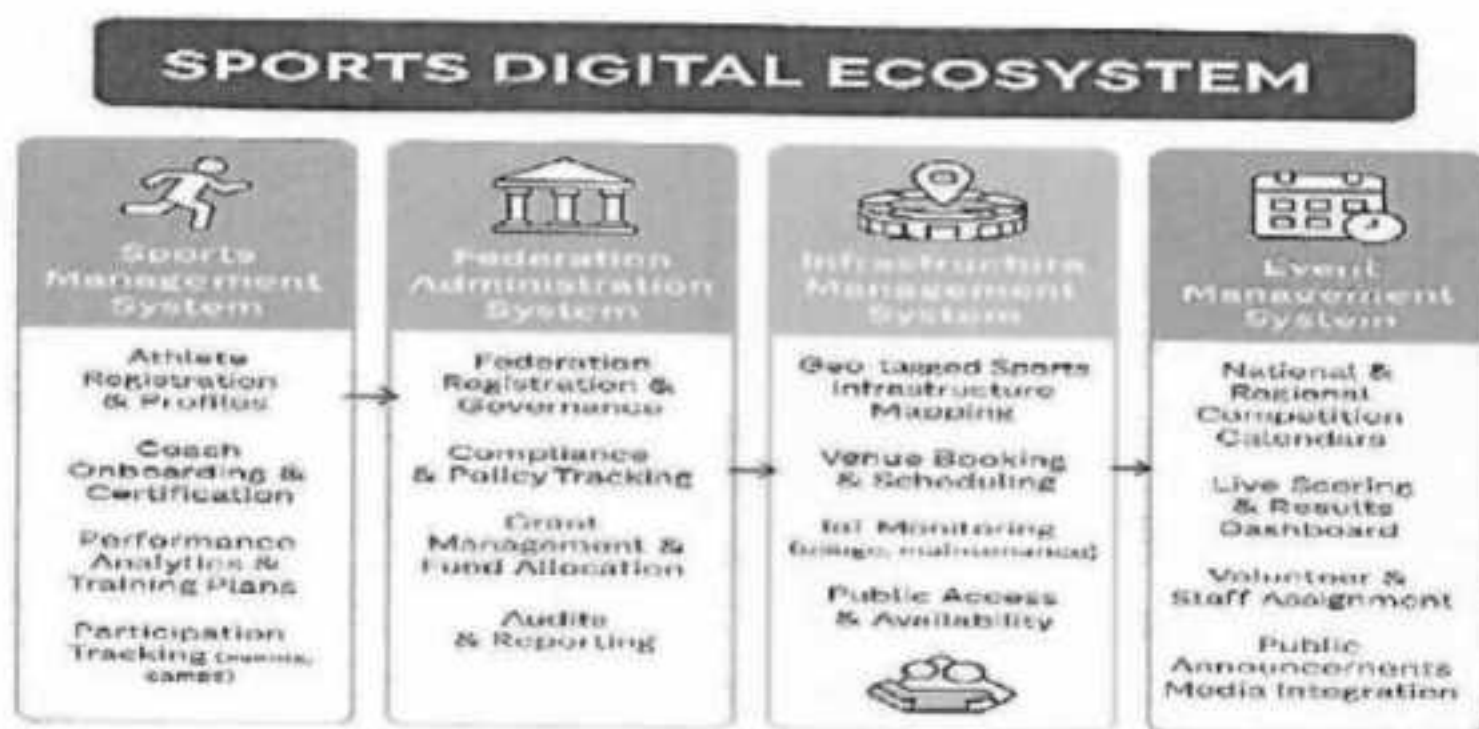 SPORTS DIGITAL ECOSYSTEM
Sports
Management
System
Athlete
Registration
& Profiles
Coach
Onboarding &
Certification
Performance
Analytics &
Training Plans
Participation
Tracking (events,
Federation
Administration
System
Federation
Registration &
Governance
Compliance
& Policy Tracking
Grant
Management &
Fund Allocation
Audits
& Reporting
Infrastructure
Management
System
Geo-tagged Sports
Infrastructure
Mapping
Venue Booking
& Scheduling
IoT Monitoring
(usage, maintenance)
Public Access
& Availability
Event
Management
System
National &
Regional
Competition
Calendars
Live Scoring
& Results
Dashboard
Volunteer &
Staff Assignment
Public
Announcements
Media Integration